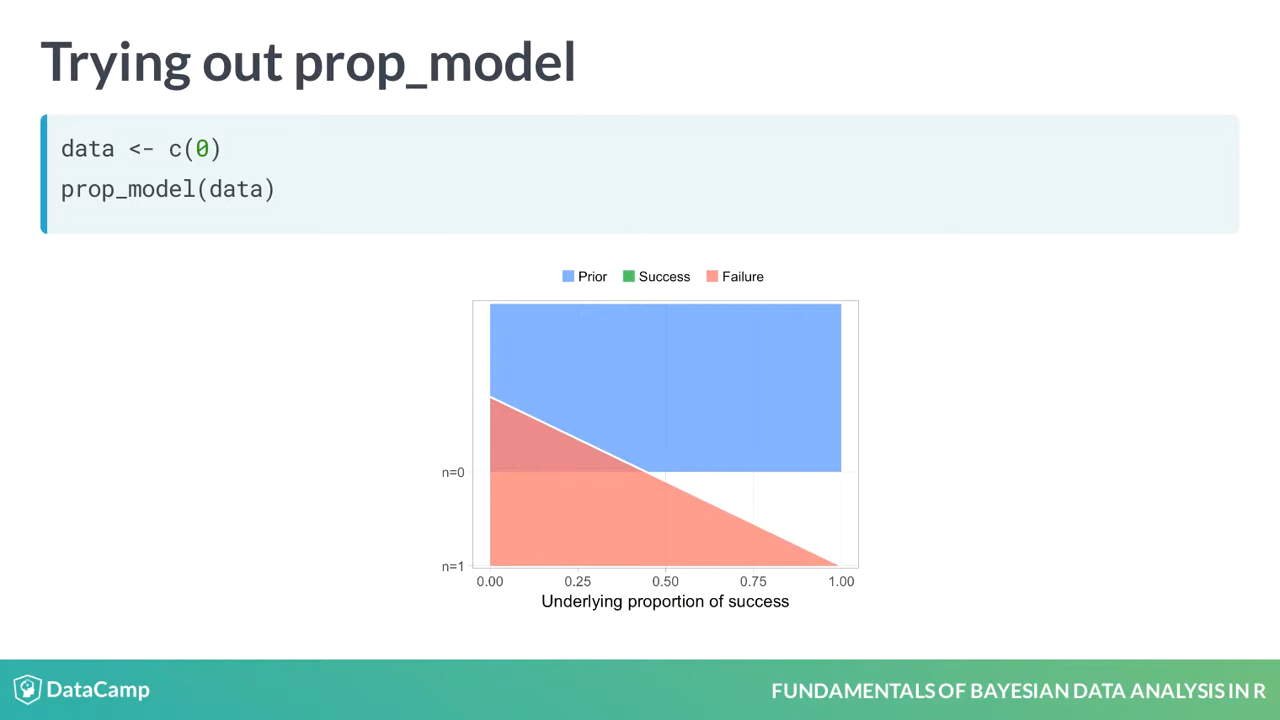 Trying out prop_model
data <- c(0)
prop_model(data)
Prior Success Failure
n=0
n=1
0.00 0.25 0.50 0.75 1.00
Underlying proportion of success
DataCamp
FUNDAMENTALS OF BAYESIAN DATA ANALYSIS IN R